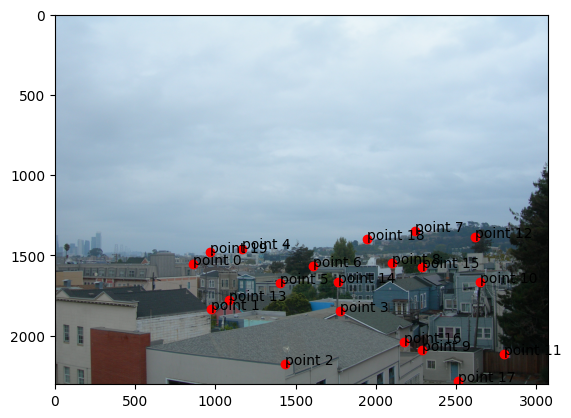 0
500
1000
1500
2000
0
500
1000
1500
2000
2500
3000
point 0
point 1
point 2
point 3
point 4
point 5
point 6
point 7
point 8
point 9
point 10
point 11
point 12
point 13
point 14
point 15
point 16
point 17
point 18
point 19